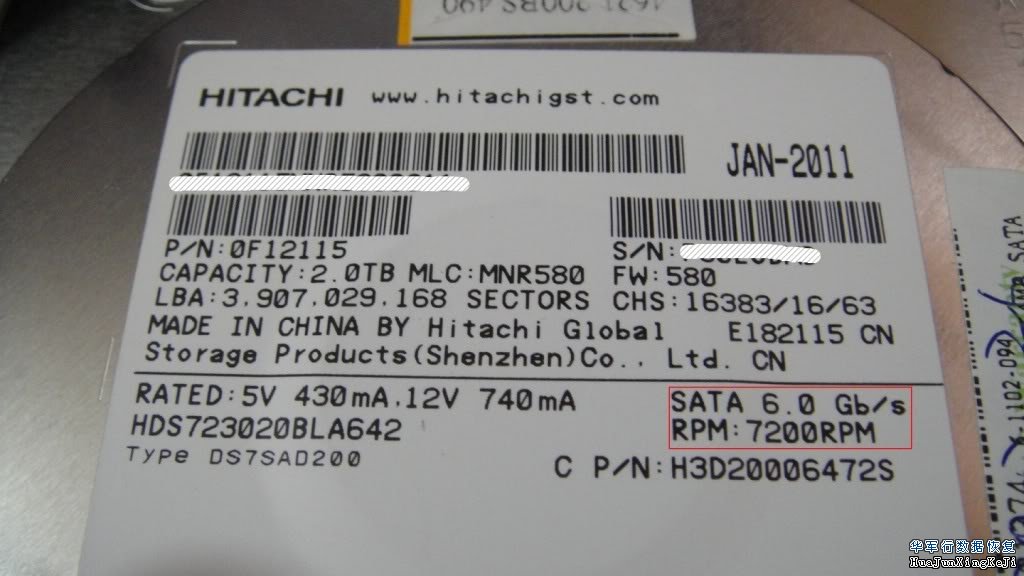 HITACHI www.hitachigst.com
JAN-2011
P/N:0F12115
S/N:
CAPACITY:2.0TB MLC:MNR580 FW:580
LBA:3.907.029.168 SECTORS CHS:16383/16/63
MADE IN CHINA BY Hitachi Global E182115 CN
Storage Products(Shenzhen)Co., Ltd. CN
RATED:5V 430mA,12V 740mA SATA 6.0 Gb/s
HDS723020BLA642 RPM:7200RPM
Type DS7SAD200
C P/N:H3D20006472S
SATA
华军行数据恢复
HuaJunXingKeJi